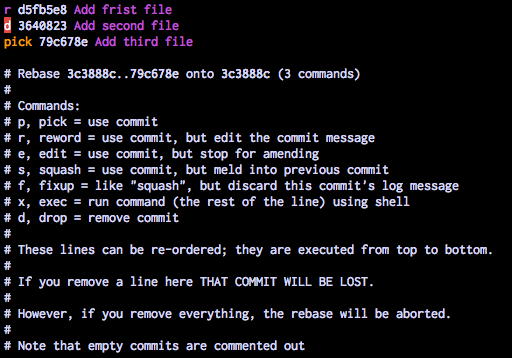 r d5fb5e8 Add frist file
d 3640823 Add second file
pick 79c678e Add third file

# Rebase 3c3888c..79c678e onto 3c3888c (3 commands)
#
# Commands:
# p, pick = use commit
# r, reword = use commit, but edit the commit message
# e, edit = use commit, but stop for amending
# s, squash = use commit, but meld into previous commit
# f, fixup = like "squash", but discard this commit's log message
# x, exec = run command (the rest of the line) using shell
# d, drop = remove commit
#
# These lines can be re-ordered; they are executed from top to bottom.
#
# If you remove a line here THAT COMMIT WILL BE LOST.
#
# However, if you remove everything, the rebase will be aborted.
#
# Note that empty commits are commented out